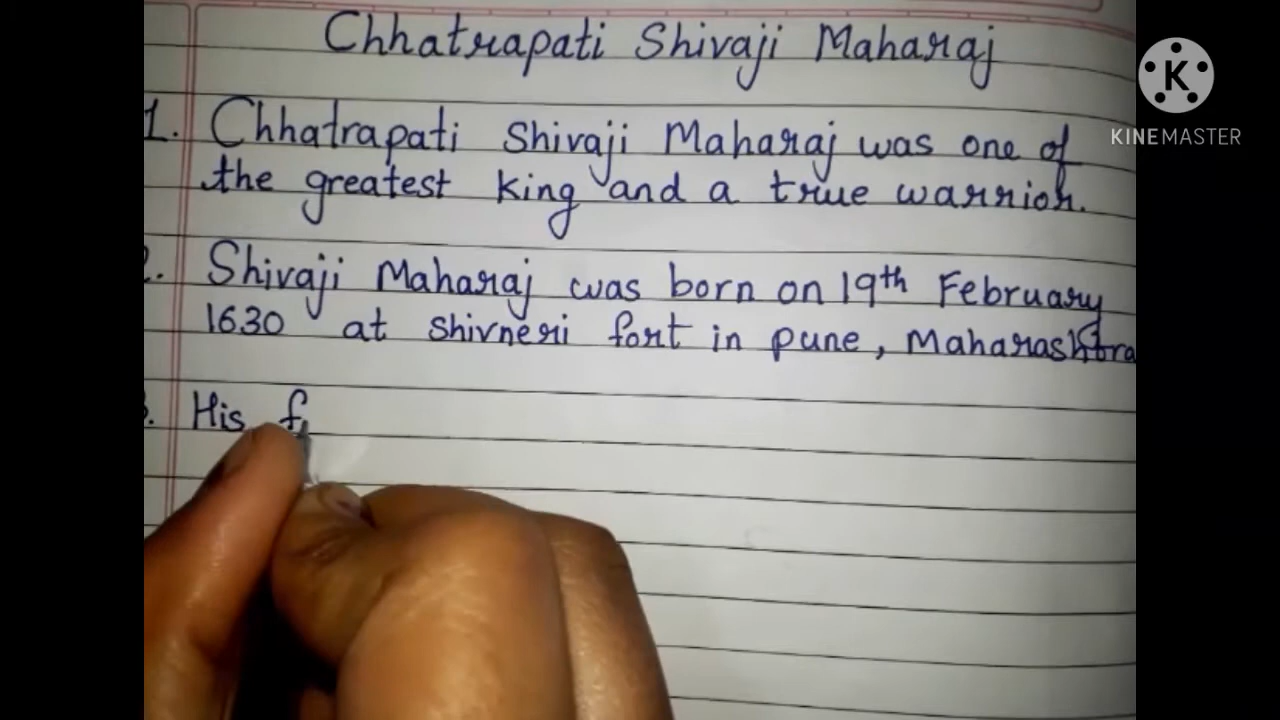 Chhatrapati Shivaji Maharaj
K
KINEMASTER
1. Chhatrapati Shivaji Maharaj was one of
the greatest king and a true warrior.
2. Shivaji Maharaj was born on 19th February
1630 at Shivneri fort in pune, Maharashtra
3. His f